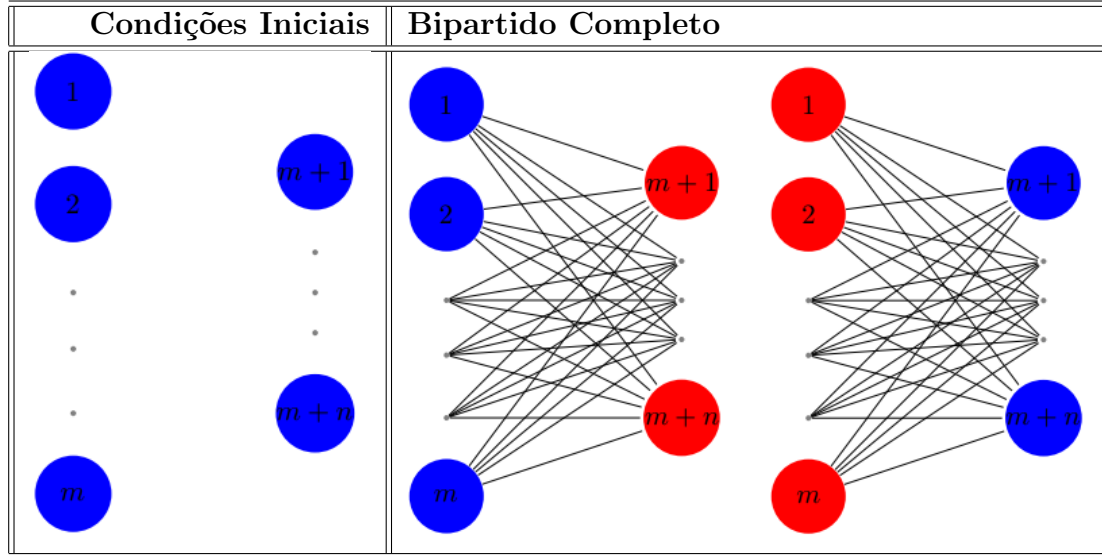 Condições Iniciais
Bipartido Completo
1
2
m
m + 1
m + n
1
2
m
m + 1
m + n
1
2
m
m + 1
m + n